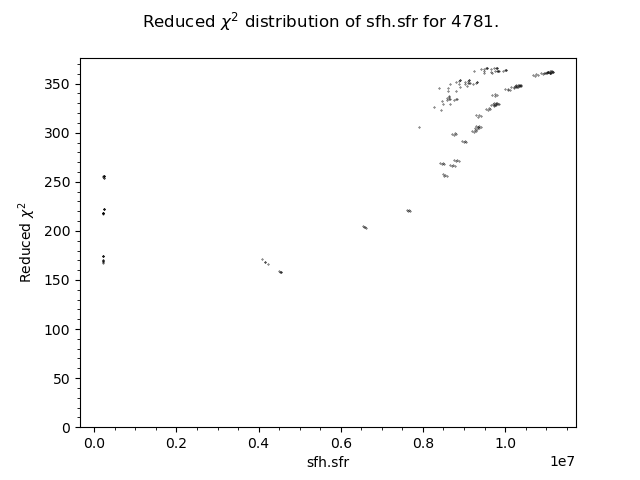 Reduced χ² distribution of sfh.sfr for 4781.
350
300
250
200
150
100
50
0
Reduced χ²
0.0 0.2 0.4 0.6 0.8 1.0
sfh.sfr
1e7